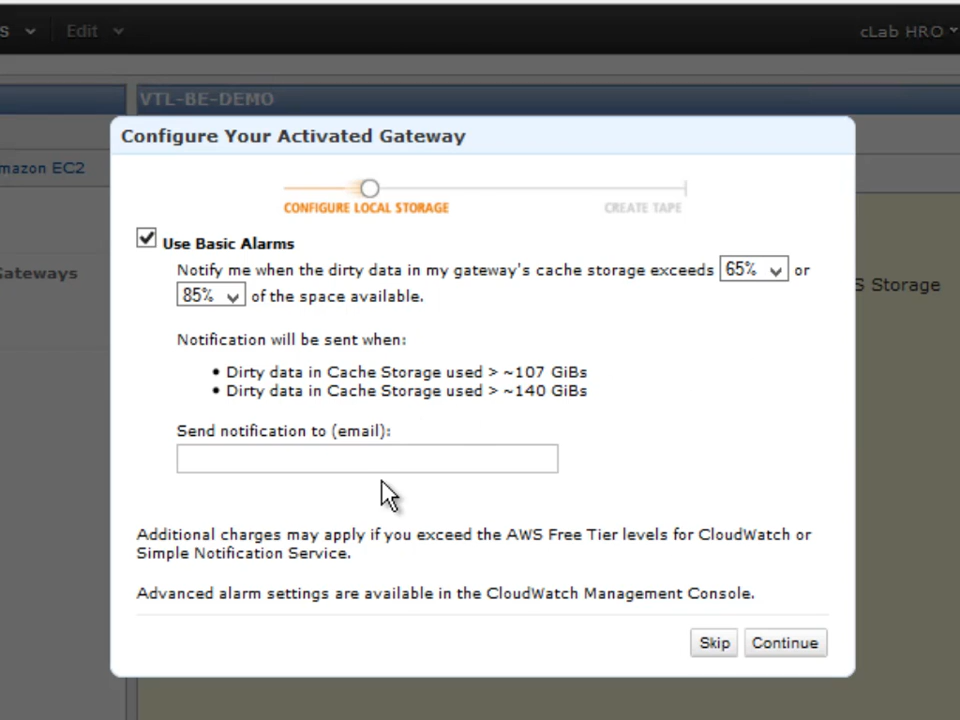 S Edit cLab HRO
VTL-BE-DEMO
Configure Your Activated Gateway
mazon EC2
CONFIGURE LOCAL STORAGE CREATE TAPE
Use Basic Alarms
Notify me when the dirty data in my gateway's cache storage exceeds 65% or
85% of the space available.
Gateways
S Storage
Notification will be sent when:
• Dirty data in Cache Storage used > ~107 GiBs
• Dirty data in Cache Storage used > ~140 GiBs
Send notification to (email):
Additional charges may apply if you exceed the AWS Free Tier levels for CloudWatch or
Simple Notification Service.
Advanced alarm settings are available in the CloudWatch Management Console.
Skip Continue